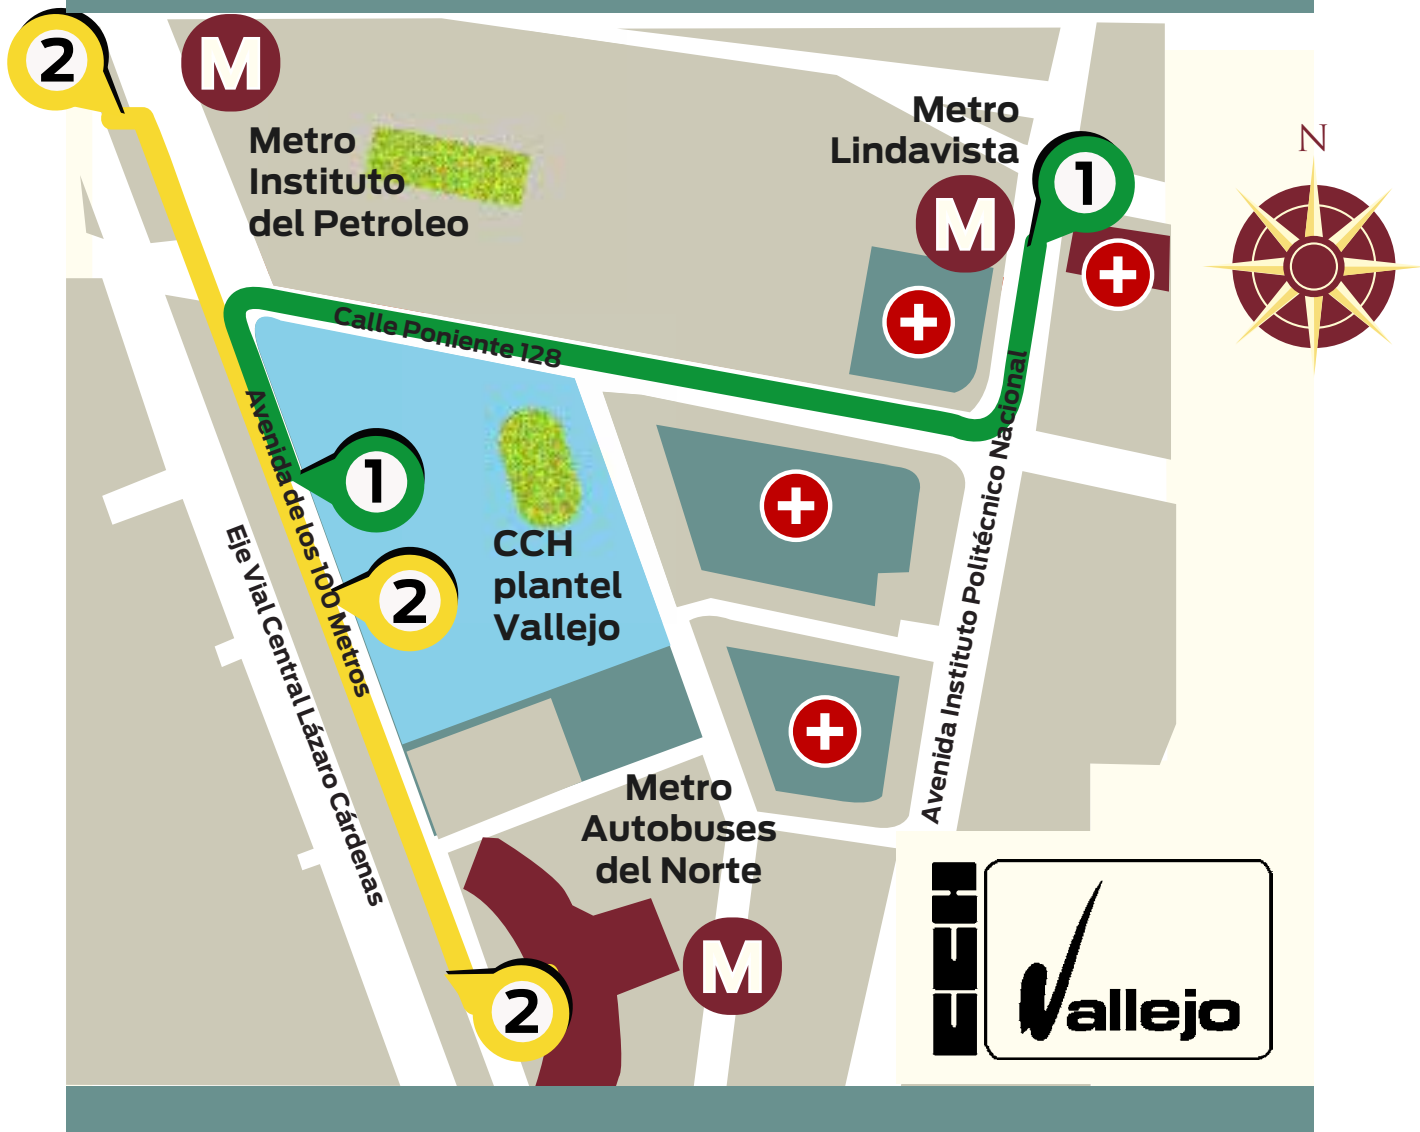 2
M
Metro
Instituto
del Petroleo
Metro
Lindavista
M
1
N
Calle Poniente 128
Avenida de los 100 Metros
1
2
CCH
plantel
Vallejo
Eje Vial Central Lázaro Cárdenas
Avenida Instituto Politécnico Nacional
Metro
Autobuses
del Norte
M
2
CCH
Vallejo